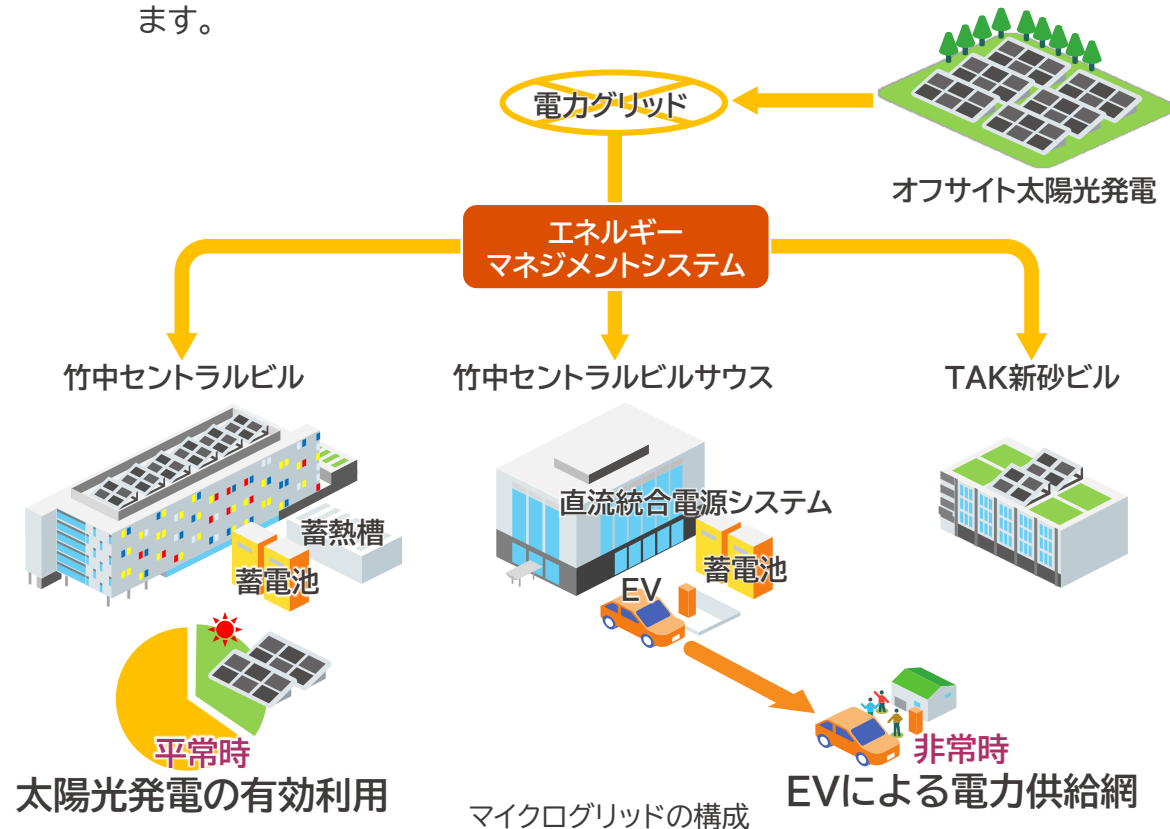 ます。
電力グリッド
オフサイト太陽光発電
エネルギー
マネジメントシステム
竹中セントラルビル
竹中セントラルビルサウス
TAK新砂ビル
直流統合電源システム
蓄熱槽
蓄電池
蓄電池
EV
平常時
太陽光発電の有効利用
非常時
EVによる電力供給網
マイクログリッドの構成